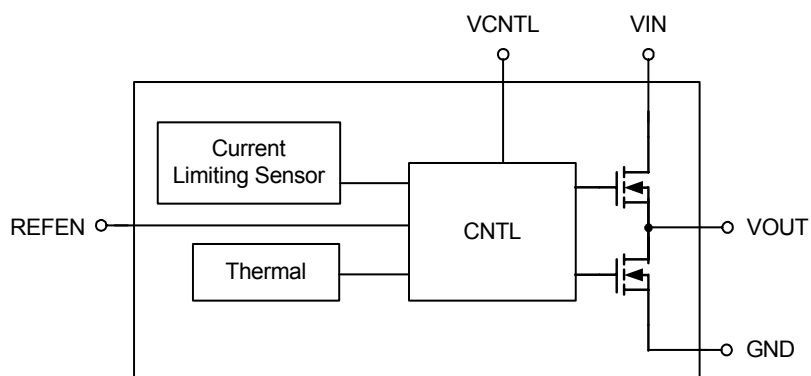 VCNTL
VIN
Current
Limiting Sensor
REFEN
CNTL
VOUT
Thermal
GND